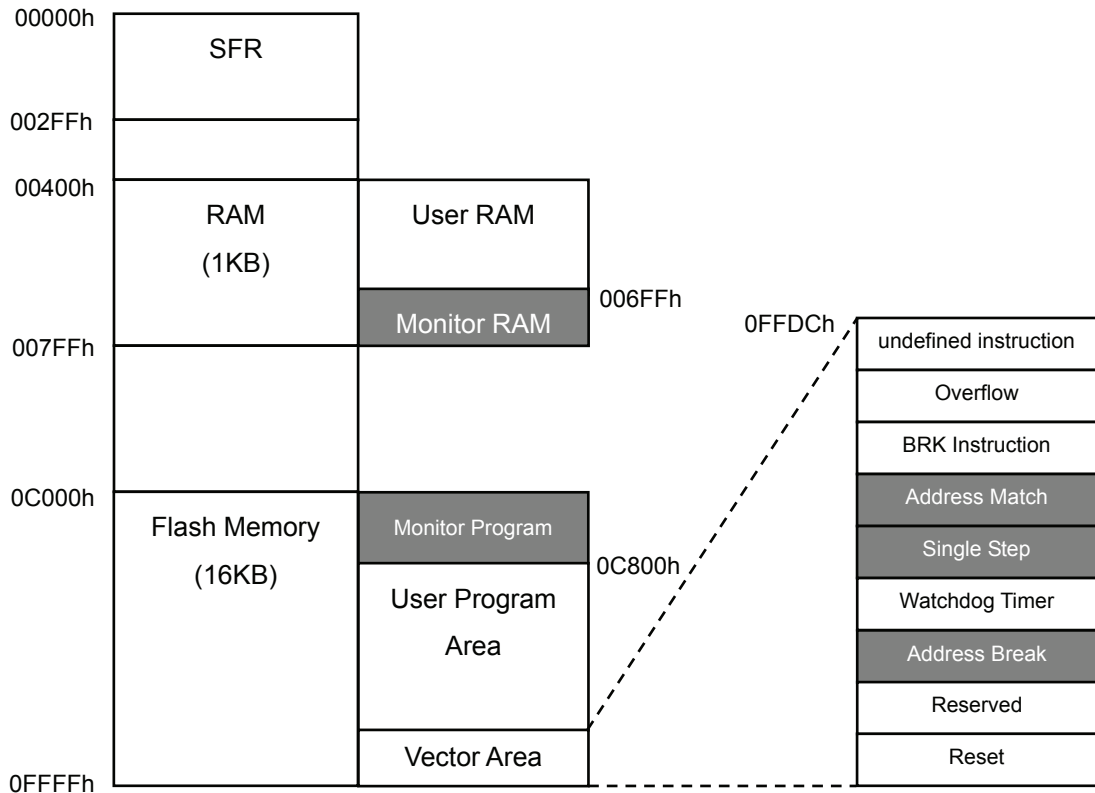 00000h
SFR
002FFh
00400h
RAM
(1KB)
User RAM
006FFh
Monitor RAM
007FFh
0FFDCh
undefined instruction
Overflow
BRK Instruction
Address Match
Single Step
Watchdog Timer
Address Break
Reserved
Reset
0C000h
Flash Memory
(16KB)
Monitor Program
0C800h
User Program
Area
Vector Area
0FFFFh